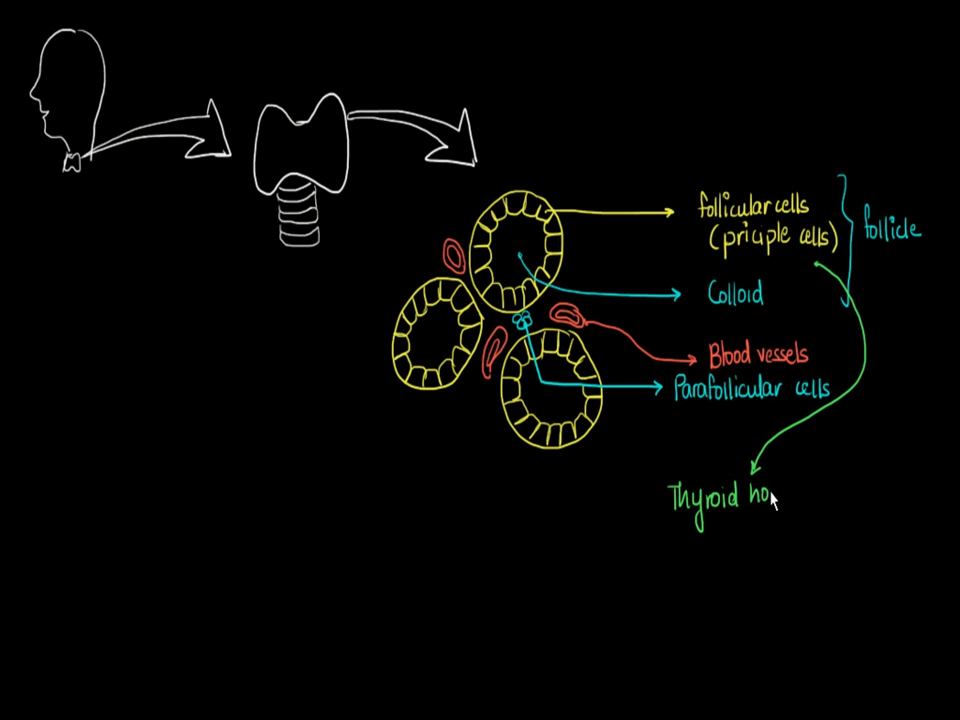 follicular cells
(priciple cells)
follicle
Colloid
Blood vessels
Parafollicular cells
Thyroid ho